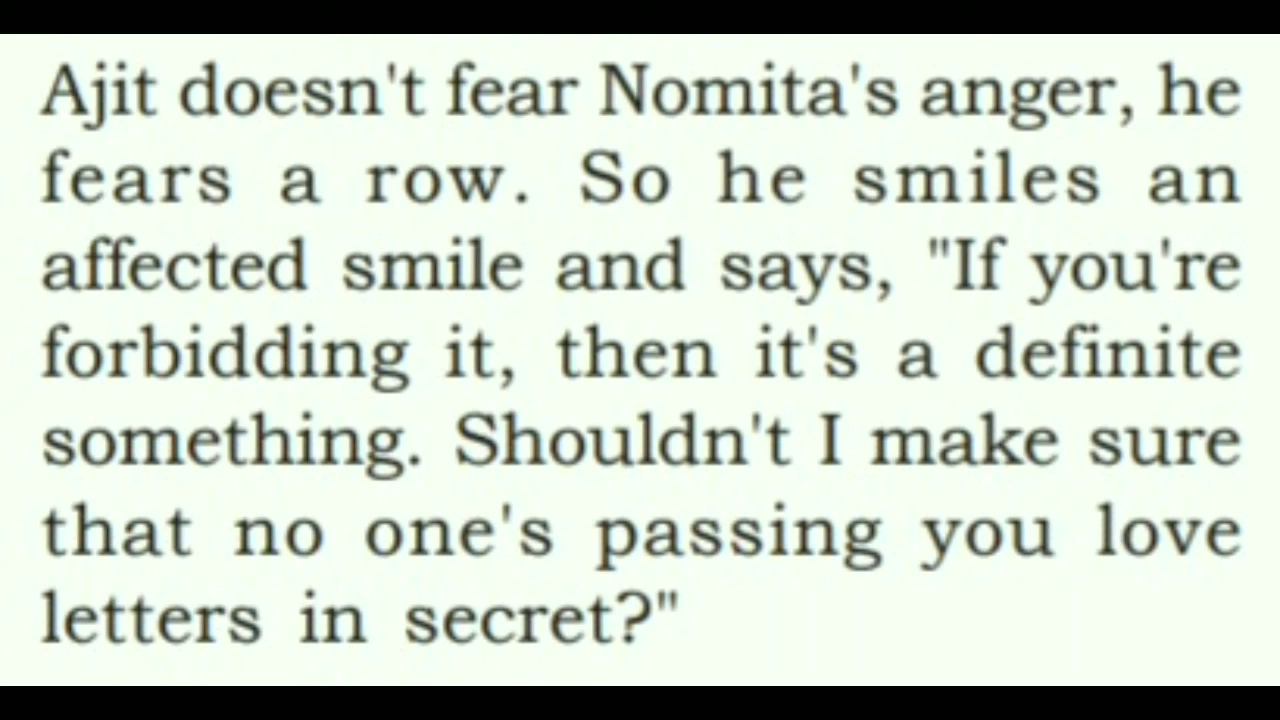 Ajit doesn't fear Nomita's anger, he
fears a row. So he smiles an
affected smile and says, "If you're
forbidding it, then it's a definite
something. Shouldn't I make sure
that no one's passing you love
letters in secret?"